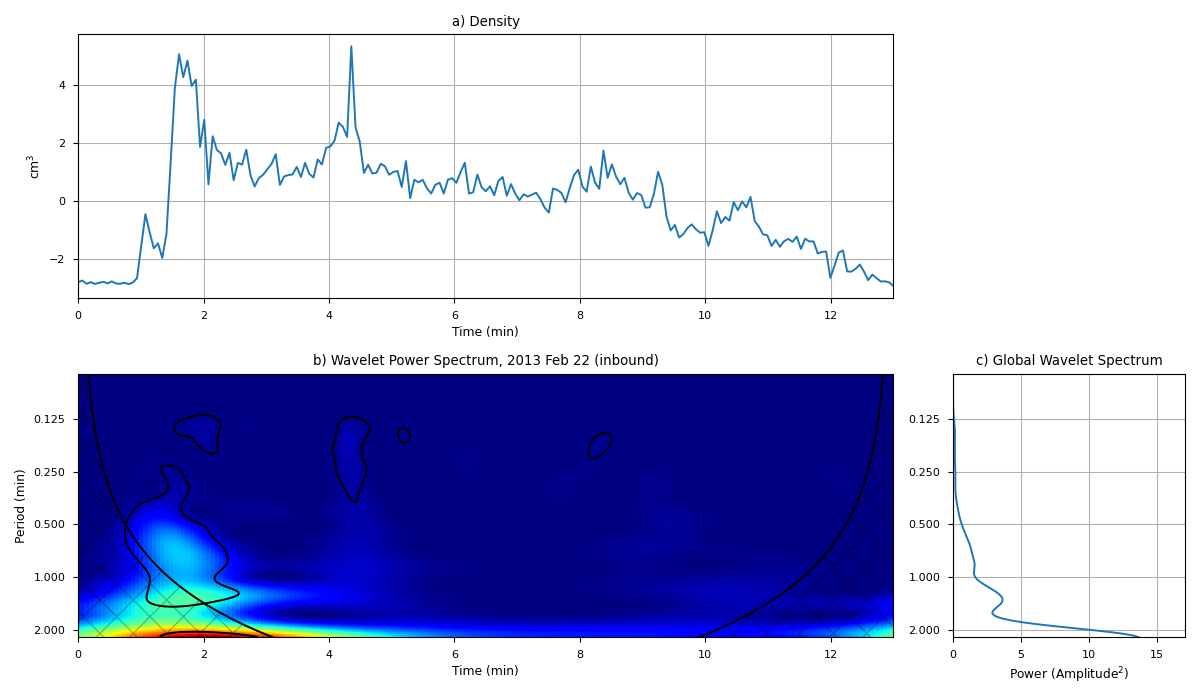 a) Density
cm³
4
2
0
−2
0 2 4 6 8 10 12
Time (min)
b) Wavelet Power Spectrum, 2013 Feb 22 (inbound)
Period (min)
0.125
0.250
0.500
1.000
2.000
0 2 4 6 8 10 12
Time (min)
c) Global Wavelet Spectrum
0.125
0.250
0.500
1.000
2.000
0 5 10 15
Power (Amplitude²)